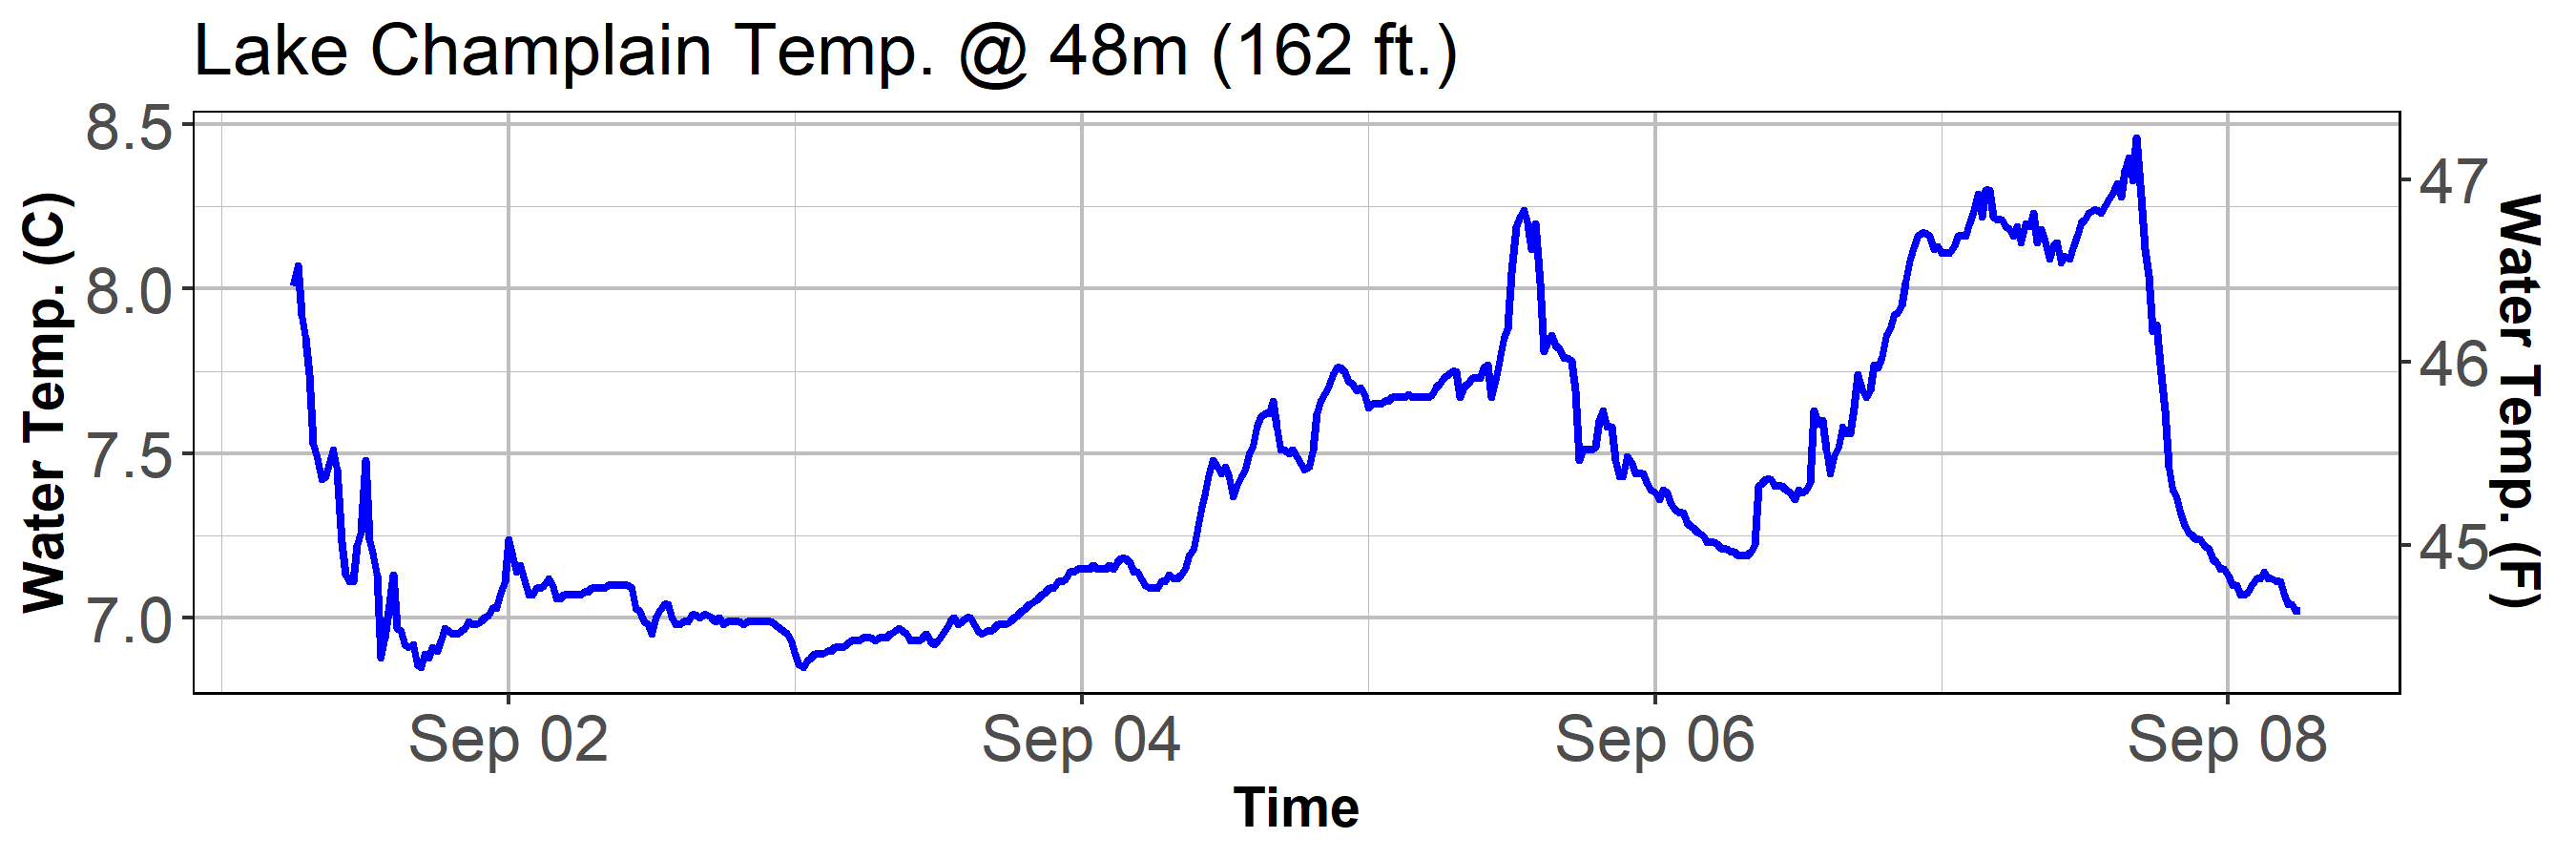 Lake Champlain Temp. @ 48m (162 ft.)
Water Temp. (C)
8.5
8.0
7.5
7.0
47
46
45
Water Temp. (F)
Sep 02
Sep 04
Sep 06
Sep 08
Time